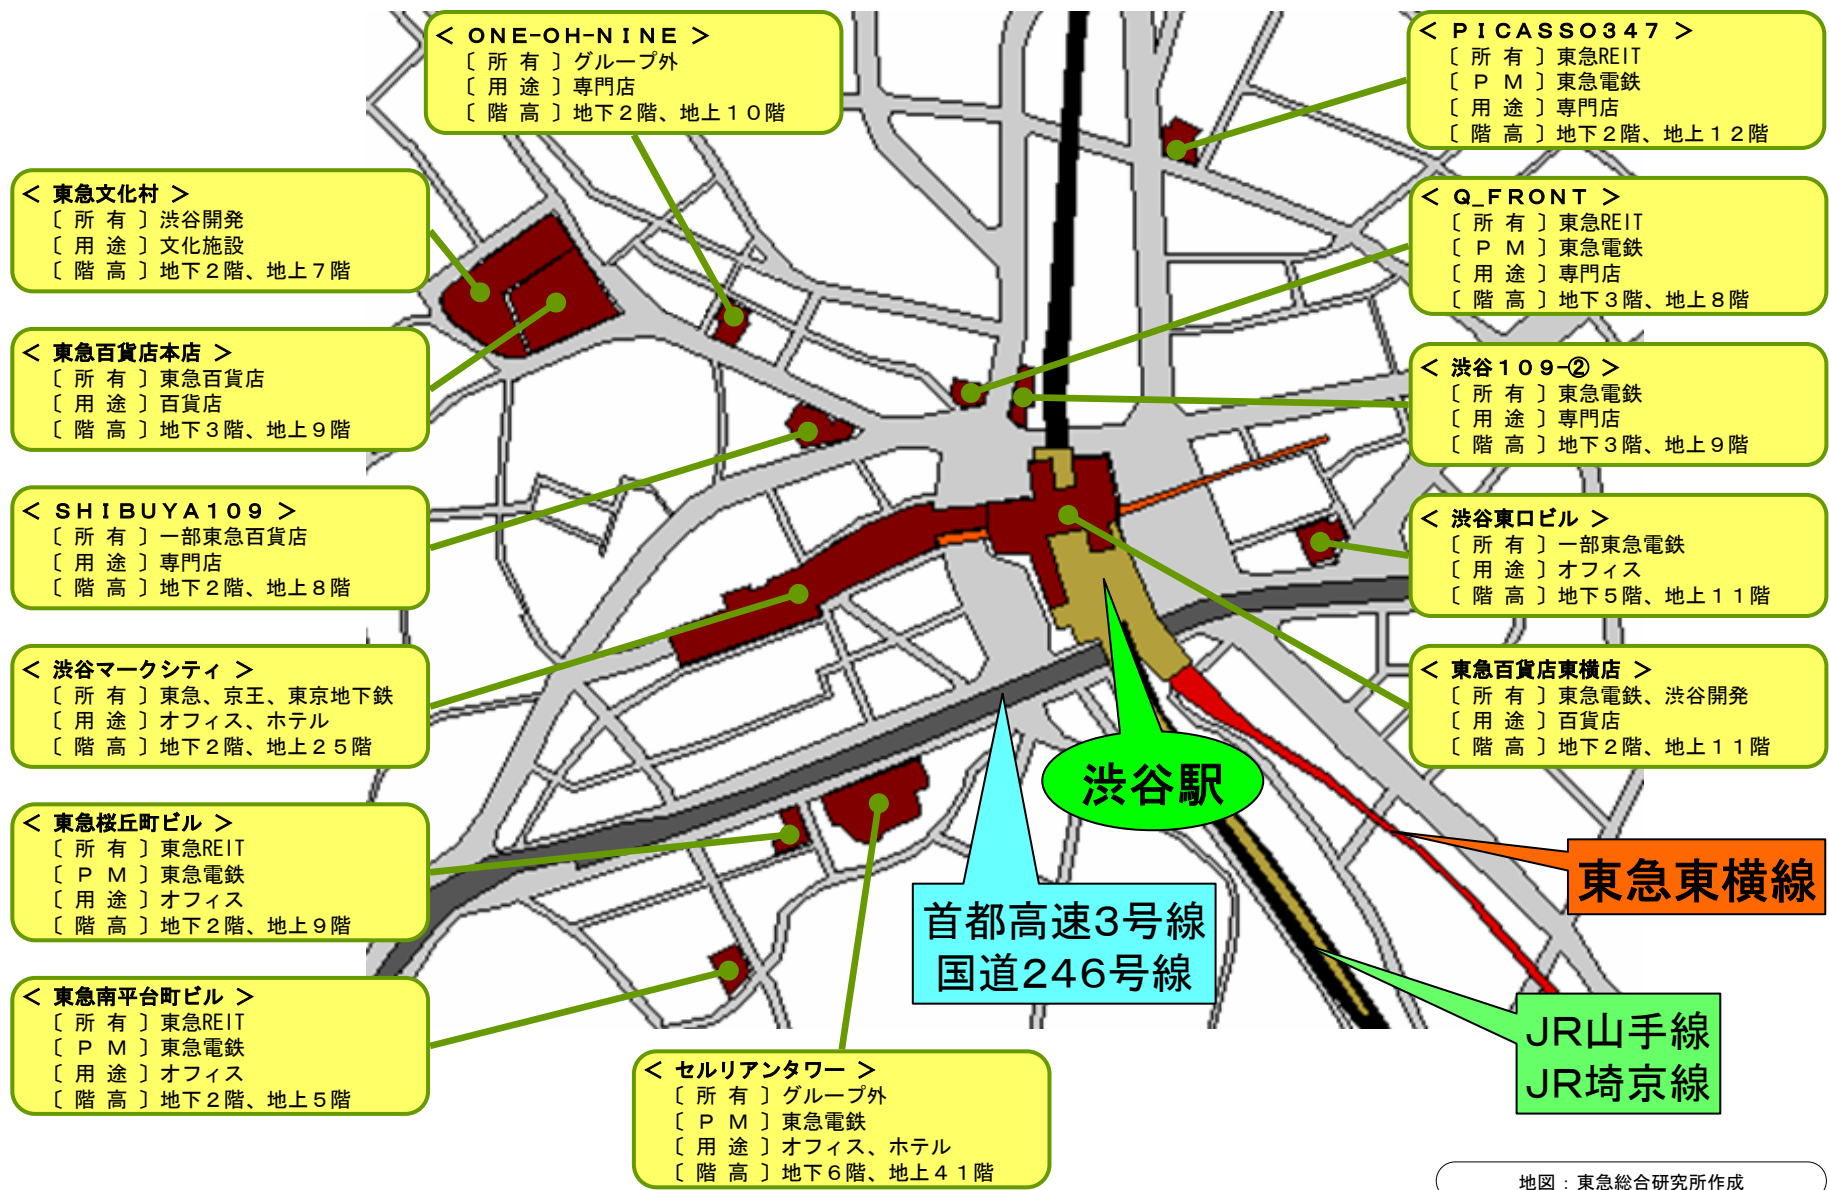 ＜ ONE-OH-NINE ＞
〔 所 有 〕グループ外
〔 用 途 〕専門店
〔 階 高 〕地下２階、地上１０階
＜ PICASSO347 ＞
〔 所 有 〕東急REIT
〔 Ｐ Ｍ 〕東急電鉄
〔 用 途 〕専門店
〔 階 高 〕地下２階、地上１２階
＜ 東急文化村 ＞
〔 所 有 〕渋谷開発
〔 用 途 〕文化施設
〔 階 高 〕地下２階、地上７階
＜ Q_FRONT ＞
〔 所 有 〕東急REIT
〔 Ｐ Ｍ 〕東急電鉄
〔 用 途 〕専門店
〔 階 高 〕地下３階、地上８階
＜ 東急百貨店本店 ＞
〔 所 有 〕東急百貨店
〔 用 途 〕百貨店
〔 階 高 〕地下３階、地上９階
＜ 渋谷１０９-② ＞
〔 所 有 〕東急電鉄
〔 用 途 〕専門店
〔 階 高 〕地下３階、地上９階
＜ SHIBUYA109 ＞
〔 所 有 〕一部東急百貨店
〔 用 途 〕専門店
〔 階 高 〕地下２階、地上８階
＜ 渋谷東口ビル ＞
〔 所 有 〕一部東急電鉄
〔 用 途 〕オフィス
〔 階 高 〕地下５階、地上１１階
＜ 渋谷マークシティ ＞
〔 所 有 〕東急、京王、東京地下鉄
〔 用 途 〕オフィス、ホテル
〔 階 高 〕地下２階、地上２５階
＜ 東急百貨店東横店 ＞
〔 所 有 〕東急電鉄、渋谷開発
〔 用 途 〕百貨店
〔 階 高 〕地下２階、地上１１階
渋谷駅
＜ 東急桜丘町ビル ＞
〔 所 有 〕東急REIT
〔 Ｐ Ｍ 〕東急電鉄
〔 用 途 〕オフィス
〔 階 高 〕地下２階、地上９階
東急東横線
首都高速3号線
国道246号線
＜ 東急南平台町ビル ＞
〔 所 有 〕東急REIT
〔 Ｐ Ｍ 〕東急電鉄
〔 用 途 〕オフィス
〔 階 高 〕地下２階、地上５階
JR山手線
JR埼京線
＜ セルリアンタワー ＞
〔 所 有 〕グループ外
〔 Ｐ Ｍ 〕東急電鉄
〔 用 途 〕オフィス、ホテル
〔 階 高 〕地下６階、地上４１階
地図：東急総合研究所作成